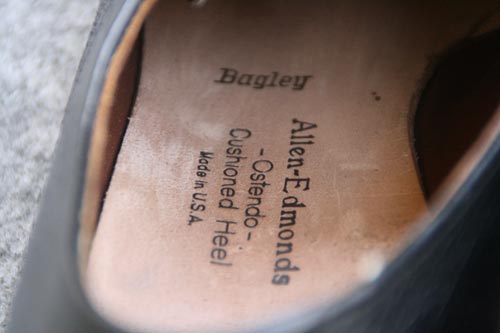 Bagley
Allen-Edmonds
- Ostendo -
Cushioned Heel
Made in U.S.A.